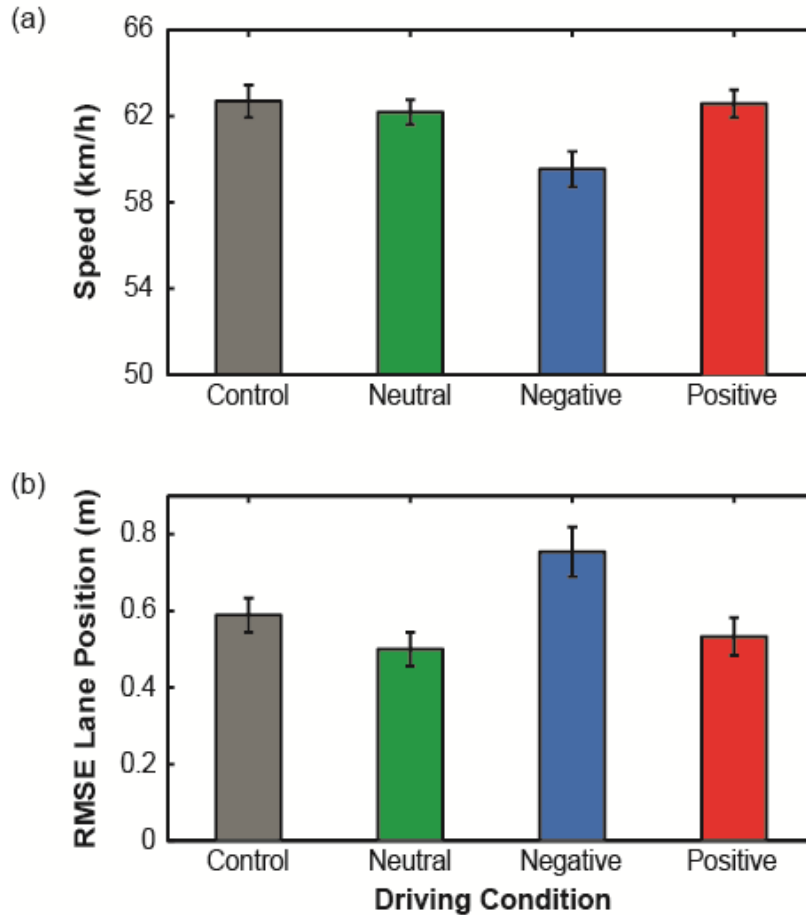 (a)
Speed (km/h)
66
62
58
54
50
Control Neutral Negative Positive
(b)
RMSE Lane Position (m)
0.8
0.6
0.4
0.2
0
Control Neutral Negative Positive
Driving Condition